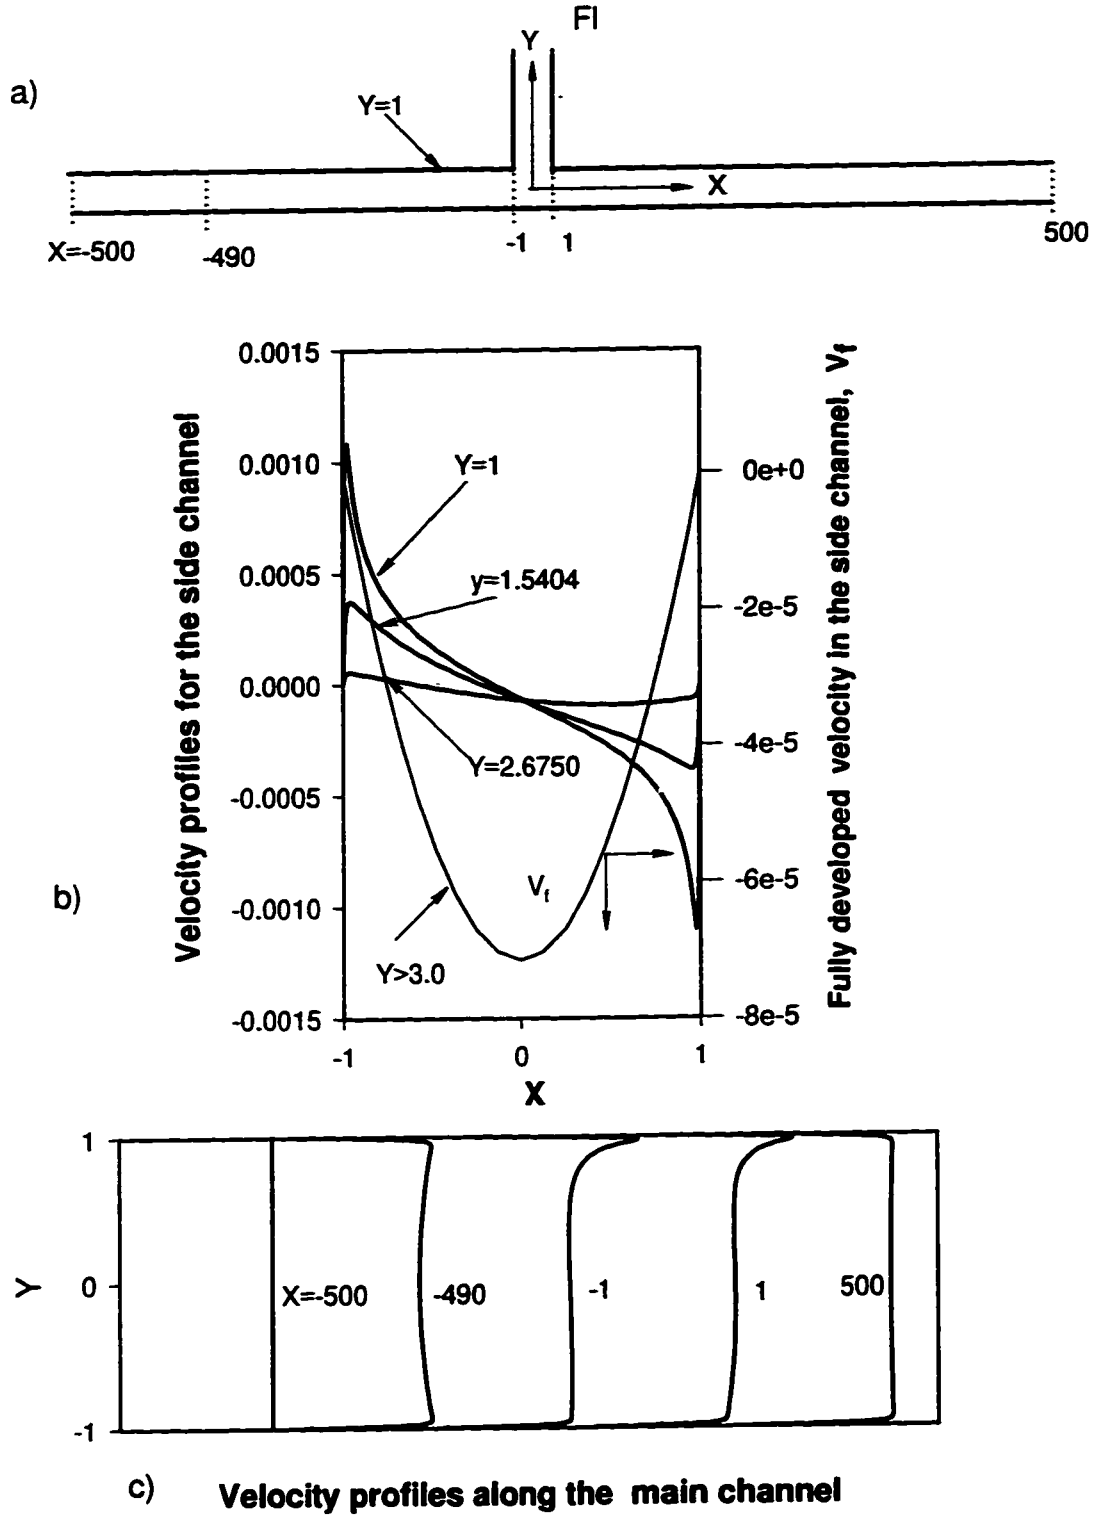 FI
Y
a)
Y=1
X
X=-500
-490
-1
1
500
0.0015
0.0010
0.0005
0.0000
-0.0005
-0.0010
-0.0015
Velocity profiles for the side channel
Y=1
y=1.5404
Y=2.6750
Vf
Y>3.0
0e+0
-2e-5
-4e-5
-6e-5
-8e-5
Fully developed velocity in the side channel, Vf
b)
-1
0
1
X
1
0
-1
Y
X=-500
-490
-1
1
500
c)
Velocity profiles along the main channel